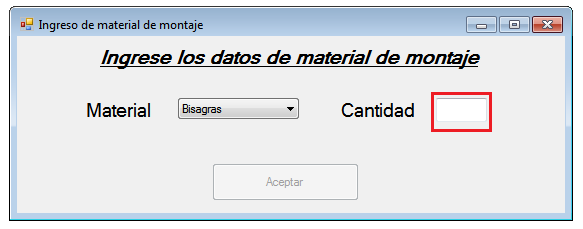 Ingreso de material de montaje
Ingrese los datos de material de montaje
Material Bisagras Cantidad
Aceptar